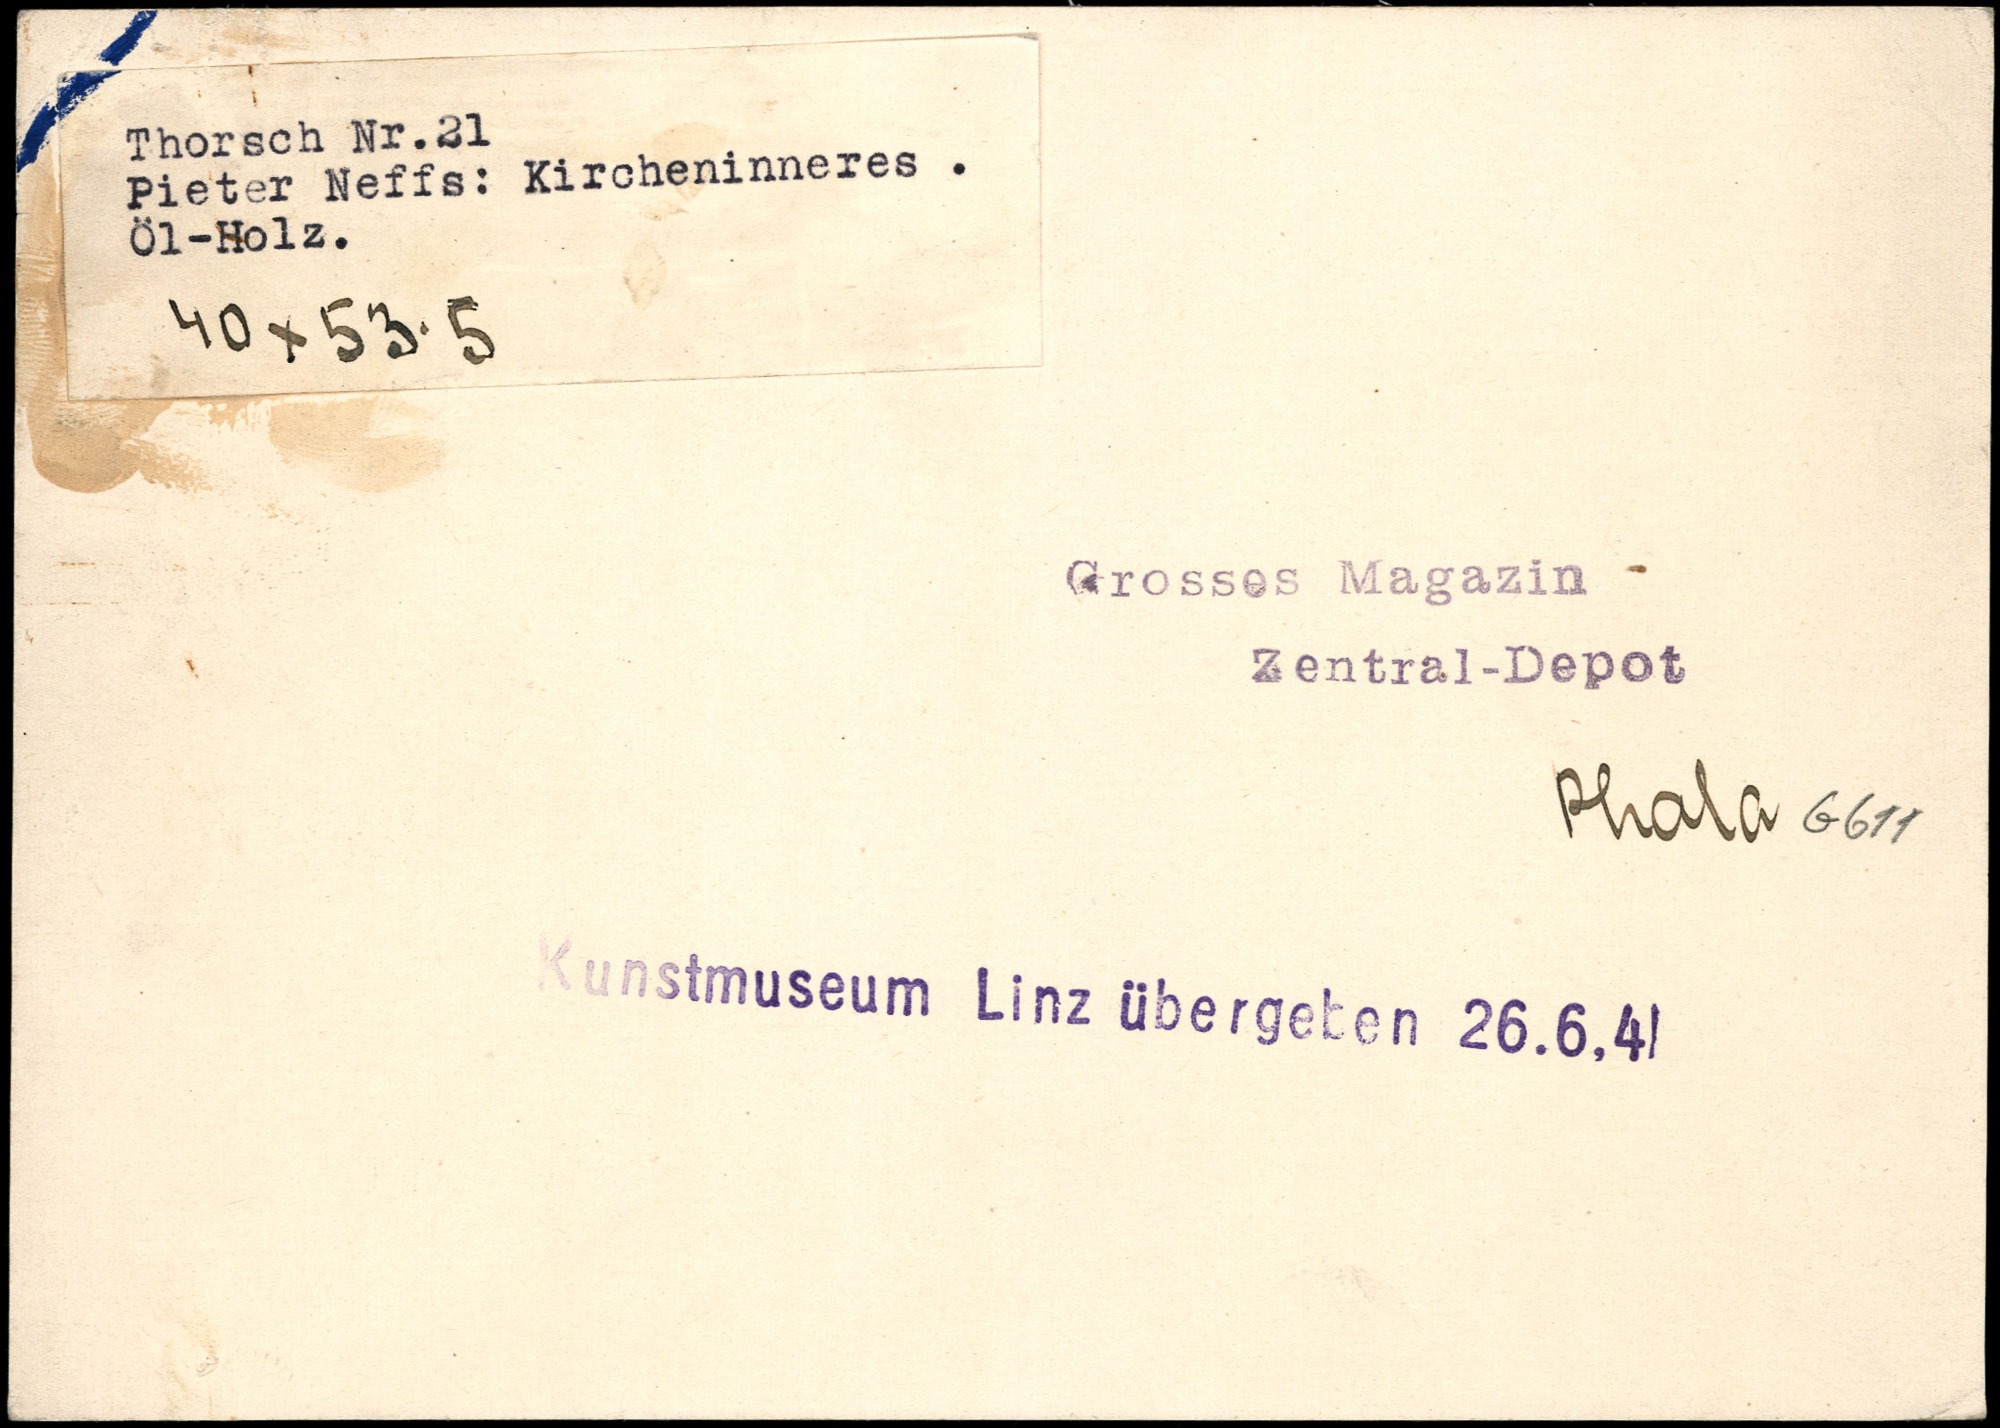 Thorsch Nr.21
Pieter Neffs: Kircheninneres .
Öl-Holz.
40 x 53.5
Grosses Magazin -
Zentral-Depot
Phala G611
Kunstmuseum Linz übergeben 26.6,41